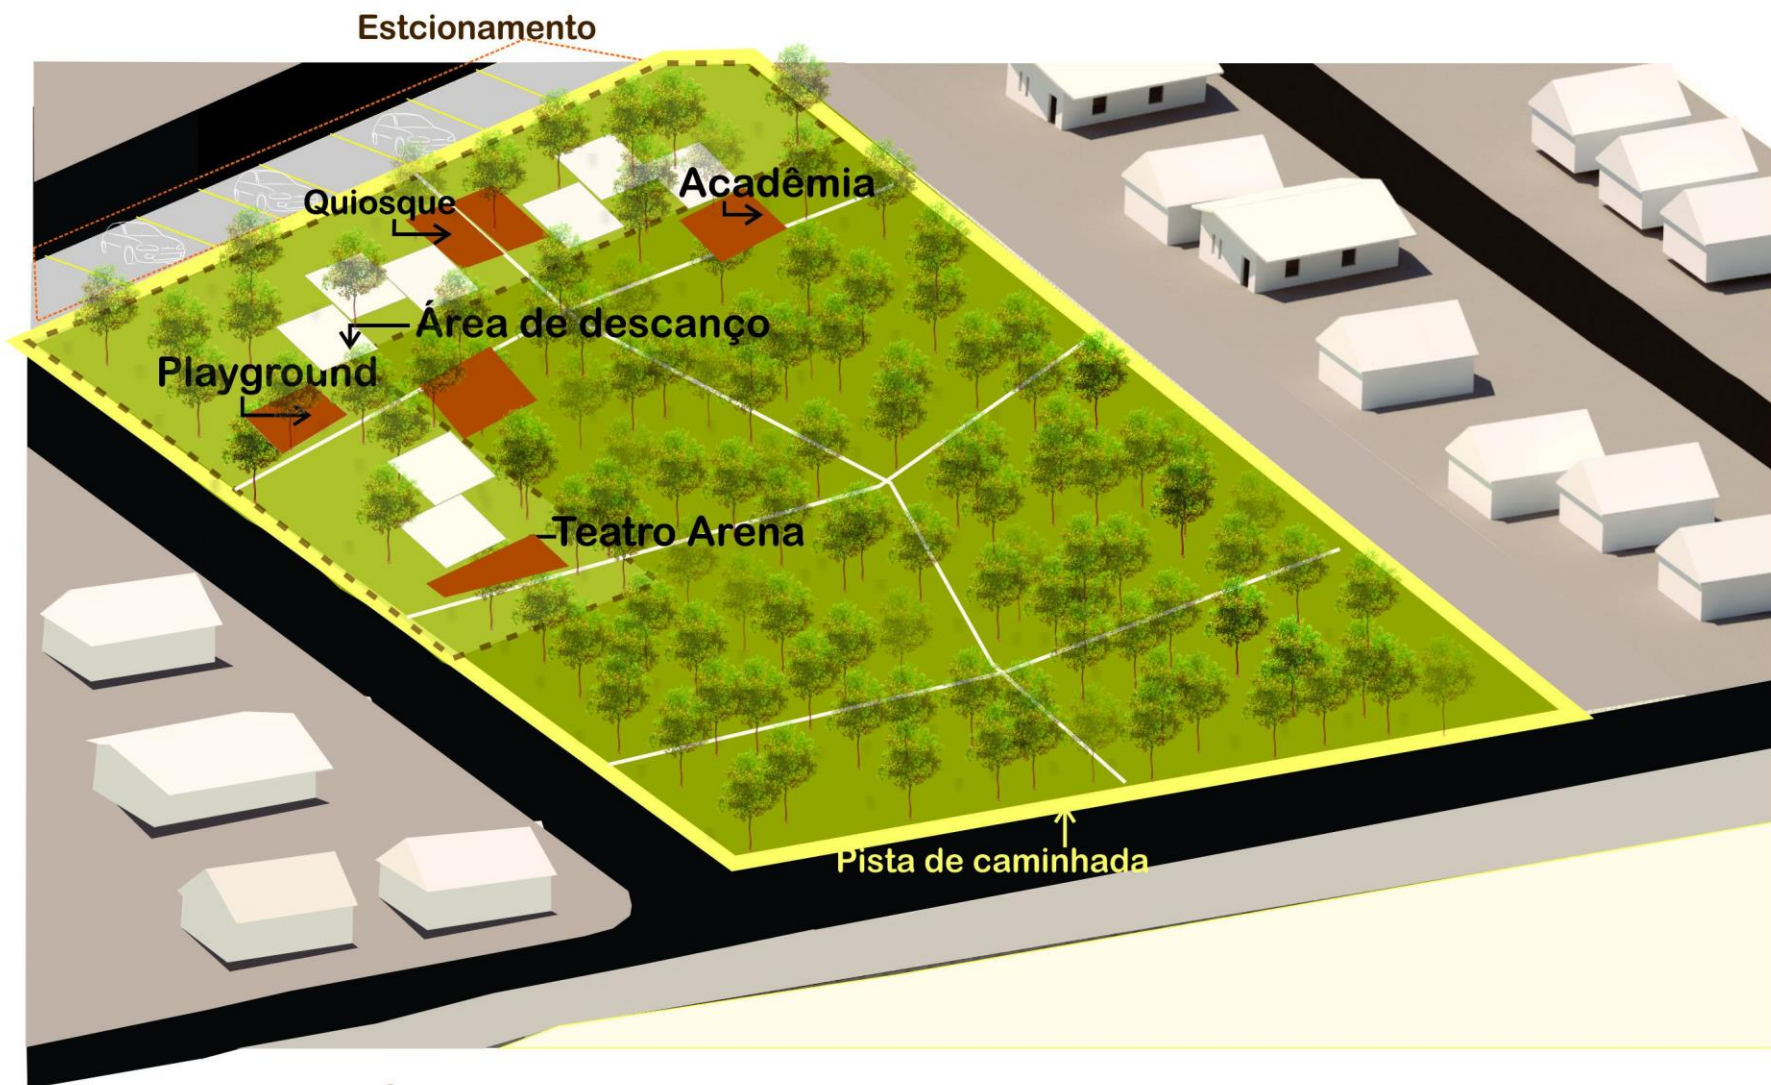 Estcionamento
Quiosque
Acadêmia
Área de descanço
Playground
Teatro Arena
Pista de caminhada